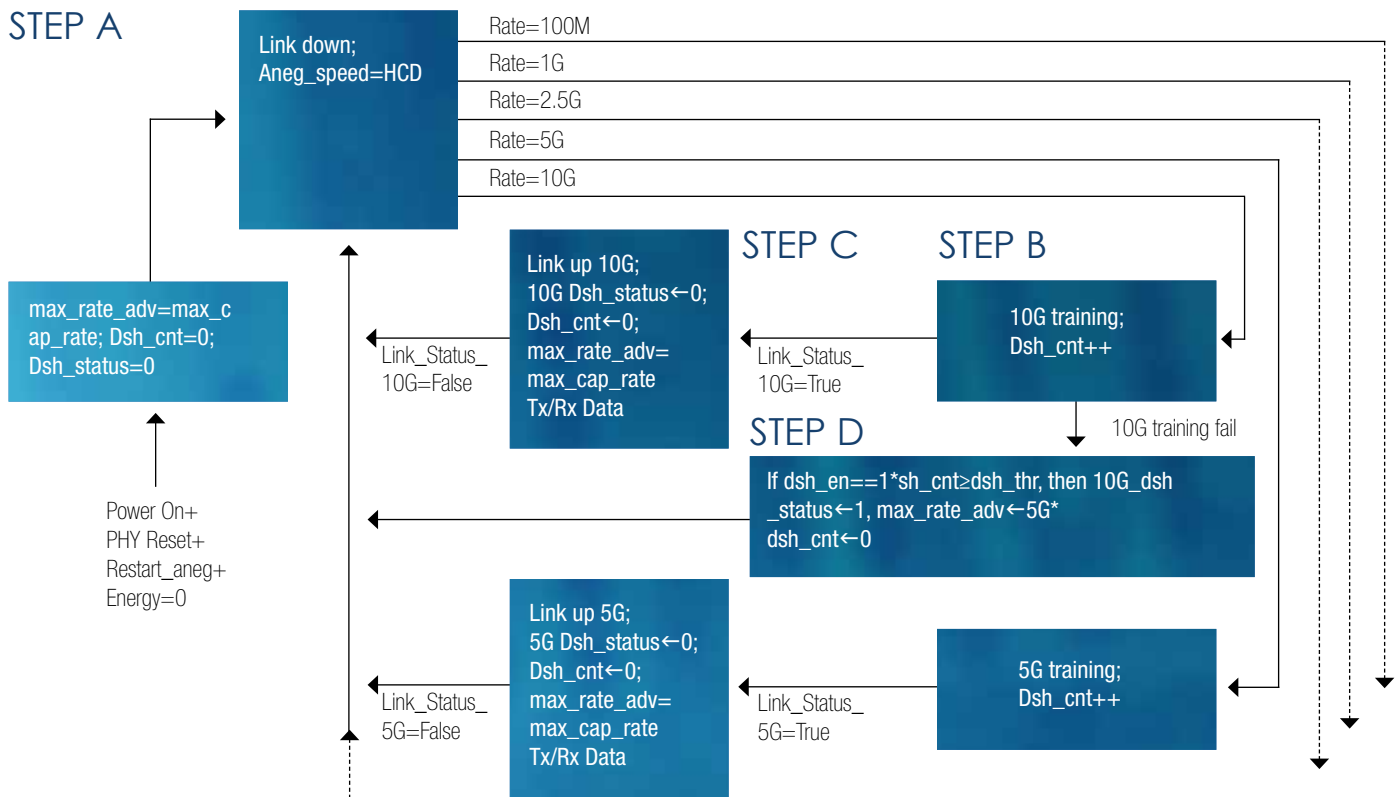 STEP A
Link down;
Aneg_speed=HCD
Rate=100M
Rate=1G
Rate=2.5G
Rate=5G
Rate=10G
max_rate_adv=max_c
ap_rate; Dsh_cnt=0;
Dsh_status=0
Power On+
PHY Reset+
Restart_aneg+
Energy=0
Link_Status_
10G=False
Link up 10G;
10G Dsh_status←0;
Dsh_cnt←0;
max_rate_adv=
max_cap_rate
Tx/Rx Data
STEP C
Link_Status_
10G=True
STEP B
10G training;
Dsh_cnt++
10G training fail
STEP D
If dsh_en==1*sh_cnt≥dsh_thr, then 10G_dsh
_status←1, max_rate_adv←5G*
dsh_cnt←0
Link_Status_
5G=False
Link up 5G;
5G Dsh_status←0;
Dsh_cnt←0;
max_rate_adv=
max_cap_rate
Tx/Rx Data
Link_Status_
5G=True
5G training;
Dsh_cnt++